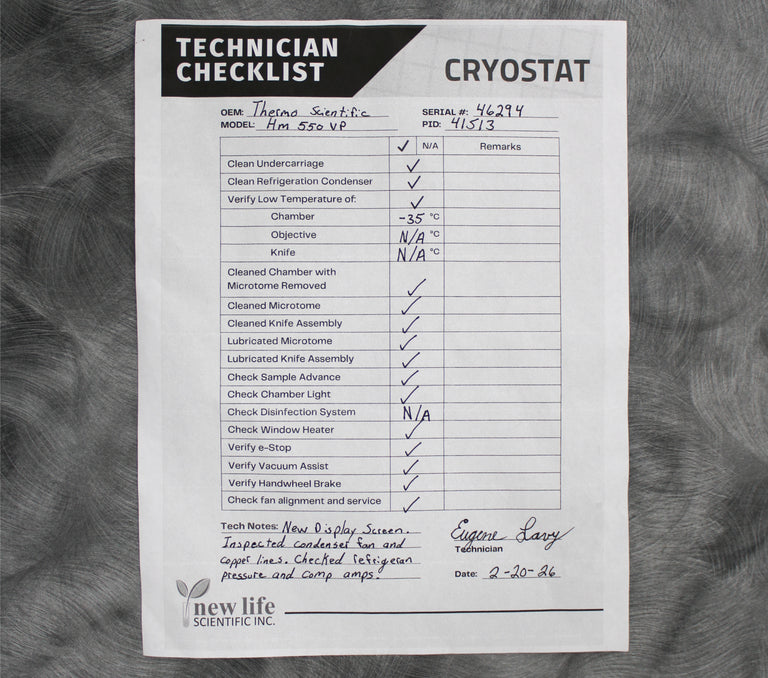 TECHNICIAN
CHECKLIST
CRYOSTAT
OEM: Thermo Scientific
SERIAL #: 46294
MODEL: Hm 550 VP
PID: 41513
✓ N/A Remarks
Clean Undercarriage ✓
Clean Refrigeration Condenser ✓
Verify Low Temperature of: ✓
Chamber -35 °C
Objective N/A °C
Knife N/A °C
Cleaned Chamber with
Microtome Removed ✓
Cleaned Microtome ✓
Cleaned Knife Assembly ✓
Lubricated Microtome ✓
Lubricated Knife Assembly ✓
Check Sample Advance ✓
Check Chamber Light ✓
Check Disinfection System N/A
Check Window Heater ✓
Verify e-Stop ✓
Verify Vacuum Assist ✓
Verify Handwheel Brake ✓
Check fan alignment and service ✓
Tech Notes: New Display Screen.
Inspected condenser fan and
copper lines. Checked refrigeran
pressure and comp amps.
Eugene Lavy
Technician
Date: 2-20-26
new life
SCIENTIFIC INC.